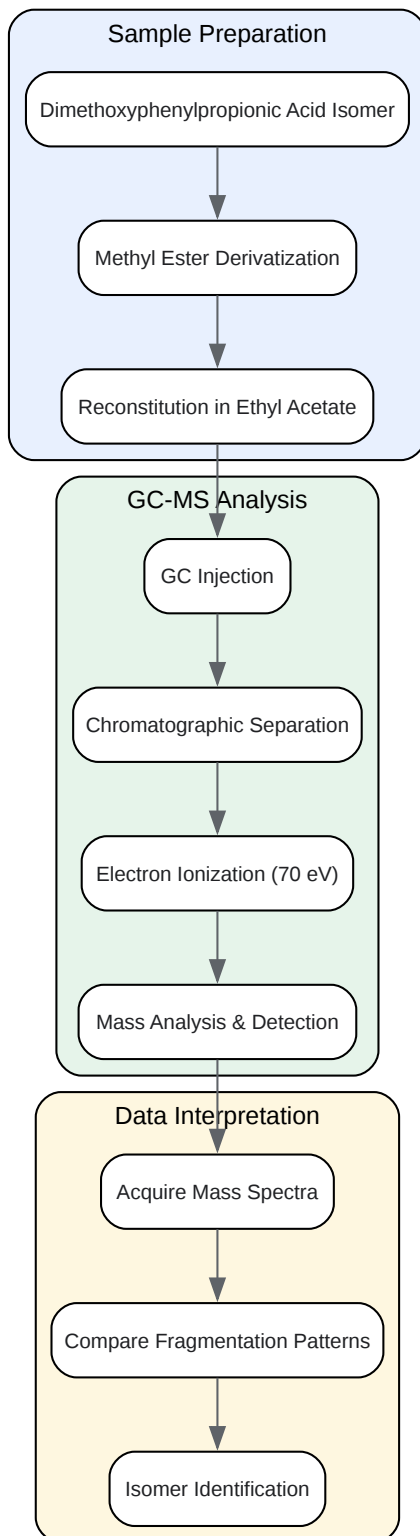 Sample Preparation
Dimethoxyphenylpropionic Acid Isomer
Methyl Ester Derivatization
Reconstitution in Ethyl Acetate
GC-MS Analysis
GC Injection
Chromatographic Separation
Electron Ionization (70 eV)
Mass Analysis & Detection
Data Interpretation
Acquire Mass Spectra
Compare Fragmentation Patterns
Isomer Identification